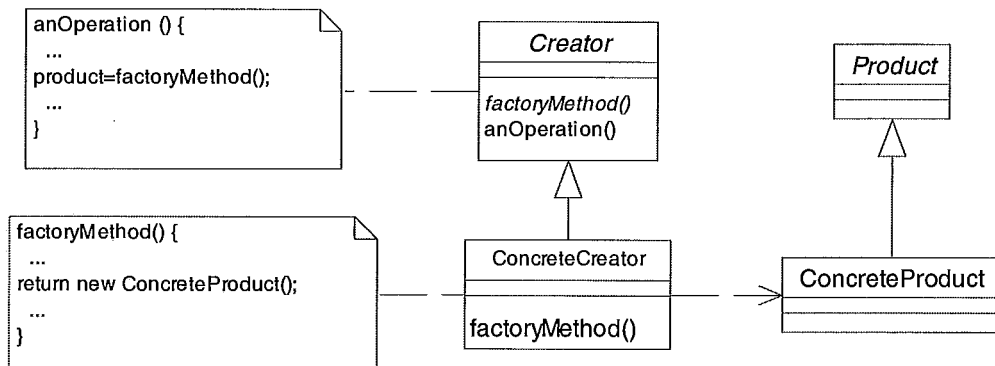 anOperation () {
...
product=factoryMethod();
...
}
Creator
factoryMethod()
anOperation()
Product
factoryMethod() {
...
return new ConcreteProduct();
...
}
ConcreteCreator
factoryMethod()
ConcreteProduct